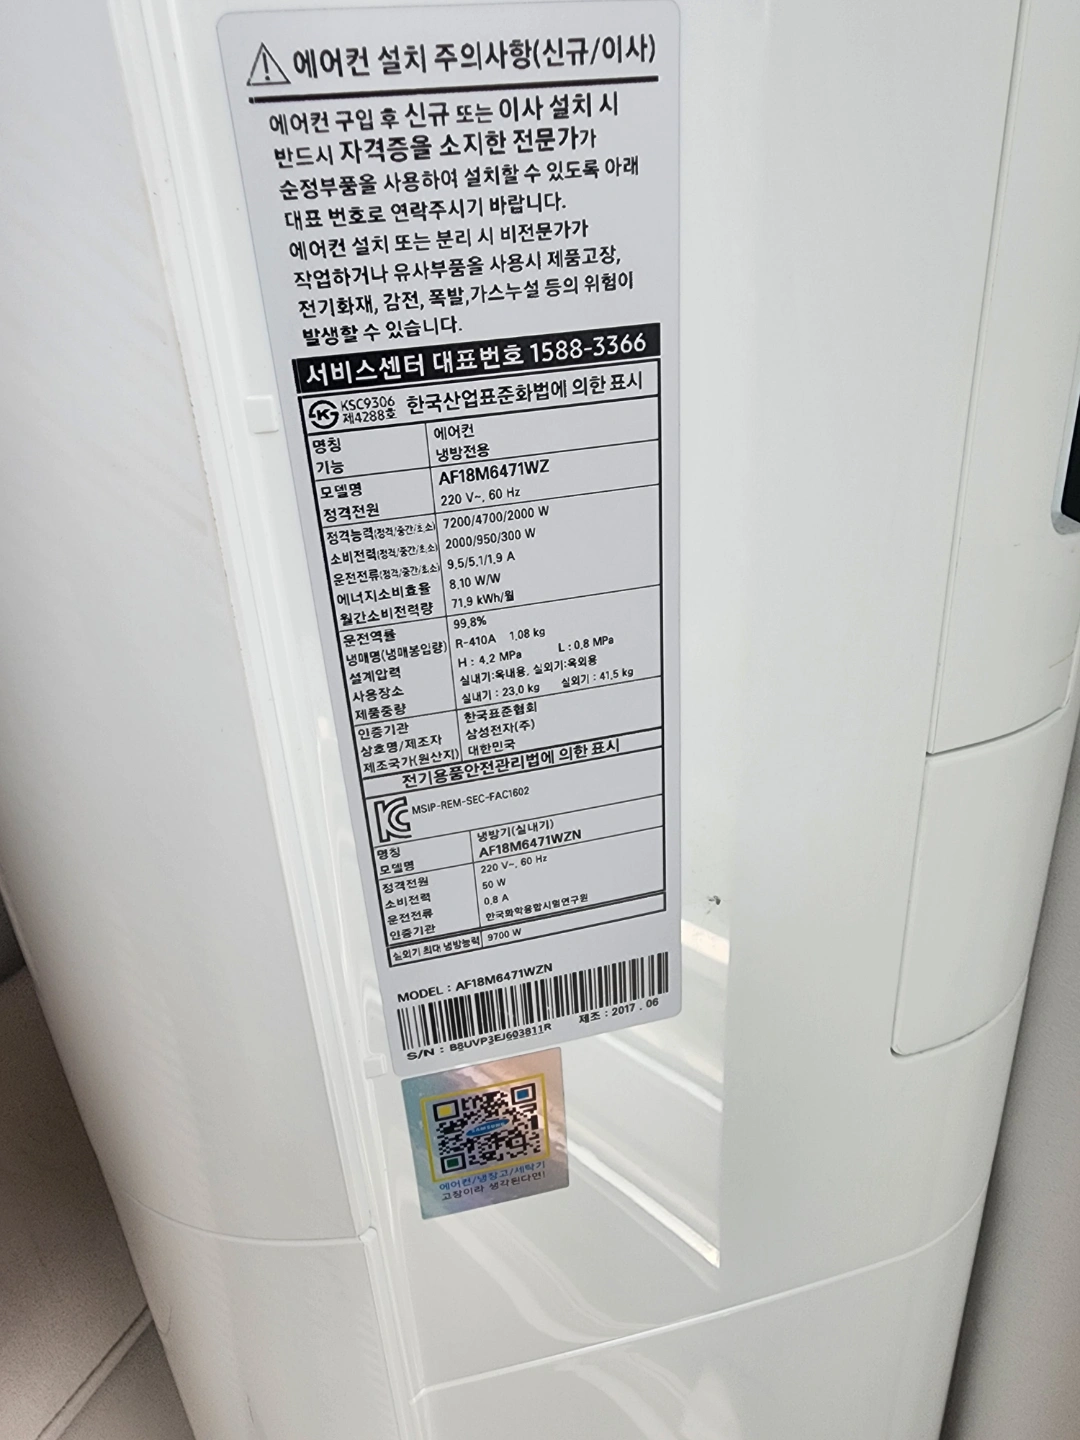 에어컨 설치 주의사항(신규/이사)
에어컨 구입 후 신규 또는 이사 설치 시
반드시 자격증을 소지한 전문가가
순정부품을 사용하여 설치할 수 있도록 아래
대표 번호로 연락주시기 바랍니다.
에어컨 설치 또는 분리 시 비전문가가
작업하거나 유사부품을 사용시 제품고장,
전기화재, 감전, 폭발,가스누설 등의 위험이
발생할 수 있습니다.
서비스센터 대표번호 1588-3366
KSC9306
제4288호 한국산업표준화법에 의한 표시
명칭 에어컨
기능 냉방전용
모델명 AF18M6471WZ
정격전원 220 V~, 60 Hz
정격능력(정격/중간/최소) 7200/4700/2000 W
소비전력(정격/중간/최소) 2000/950/300 W
운전전류(정격/중간/최소) 9.5/5.1/1.9 A
에너지소비효율 8.10 W/W
월간소비전력량 71.9 kWh/월
운전역률 99.8%
냉매명(냉매봉입량) R-410A 1.08 kg
설계압력 H : 4.2 MPa L : 0.8 MPa
사용장소 실내기:옥내용, 실외기:옥외용
제품중량 실내기 : 23.0 kg 실외기 : 41.5 kg
인증기관 한국표준협회
상호명/제조자 삼성전자(주)
제조국가(원산지) 대한민국
전기용품안전관리법에 의한 표시
MSIP-REM-SEC-FAC1602
명칭 냉방기(실내기)
모델명 AF18M6471WZN
정격전원 220 V~, 60 Hz
소비전력 50 W
운전전류 0.8 A
인증기관 한국화학융합시험연구원
실외기 최대 냉방능력 9700 W
MODEL : AF18M6471WZN
S/N : B8UVP3EJ603811R 제조 : 2017 . 06
SAMSUNG
에어컨/냉장고/세탁기
고장이라 생각된다면!